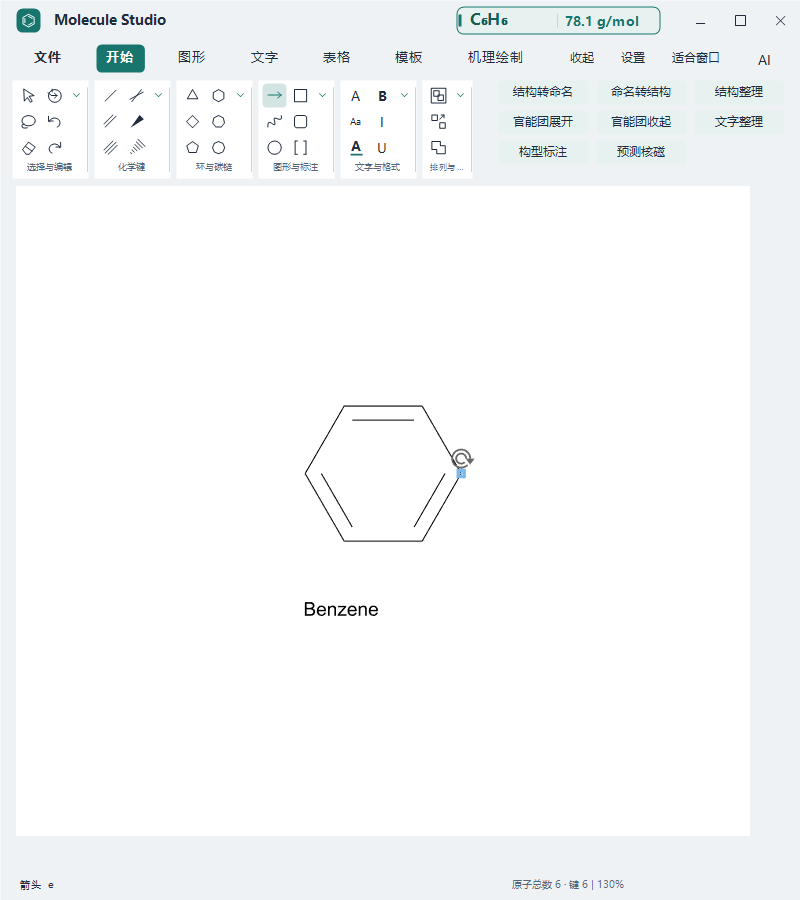 Molecule Studio
C₆H₆ 78.1 g/mol
文件 开始 图形 文字 表格 模板 机理绘制 收起 设置 适合窗口 AI
结构转命名 命名转结构 结构整理
官能团展开 官能团收起 文字整理
构型标注 预测核磁
A B
Aa I
A U
选择与编辑 化学键 环与碳链 图形与标注 文字与格式 排列与...
Benzene
箭头 e
原子总数 6 · 键 6 | 130%